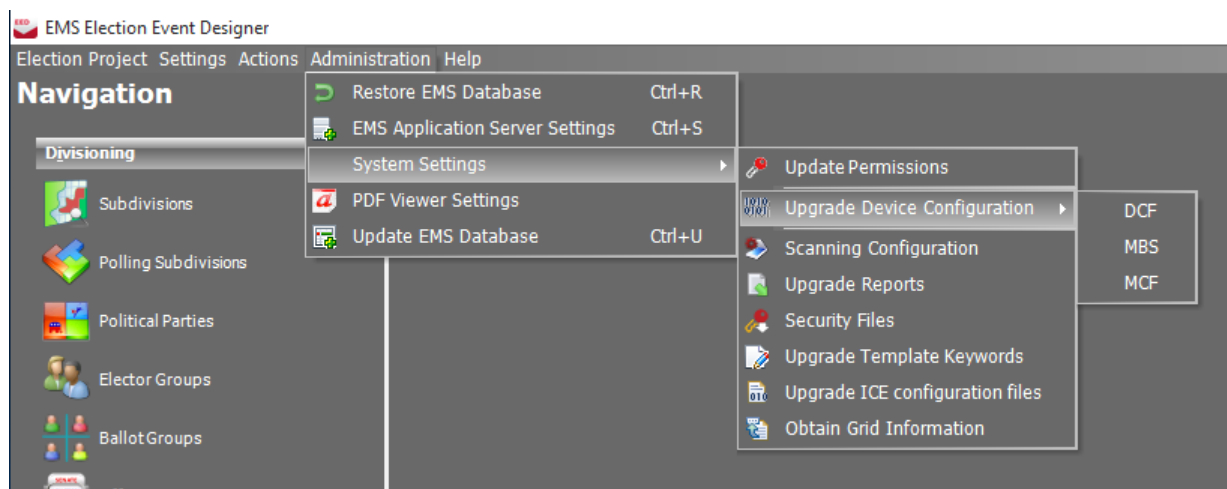 EMS Election Event Designer
Election Project Settings Actions Administration Help
Navigation
Divisioning
Subdivisions
Polling Subdivisions
Political Parties
Elector Groups
Ballot Groups
Restore EMS Database Ctrl+R
EMS Application Server Settings Ctrl+S
System Settings
PDF Viewer Settings
Update EMS Database Ctrl+U
Update Permissions
Upgrade Device Configuration
Scanning Configuration
Upgrade Reports
Security Files
Upgrade Template Keywords
Upgrade ICE configuration files
Obtain Grid Information
DCF
MBS
MCF